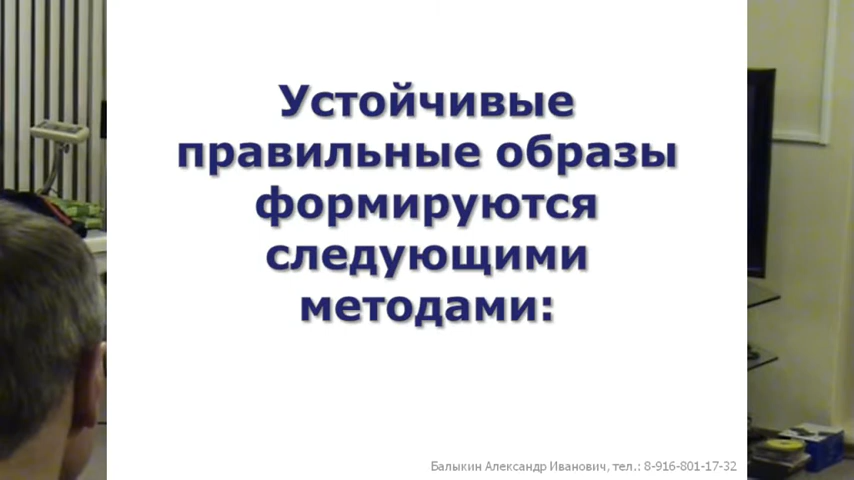 Устойчивые
правильные образы
формируются
следующими
методами:
Балыкин Александр Иванович, тел.: 8-916-801-17-32